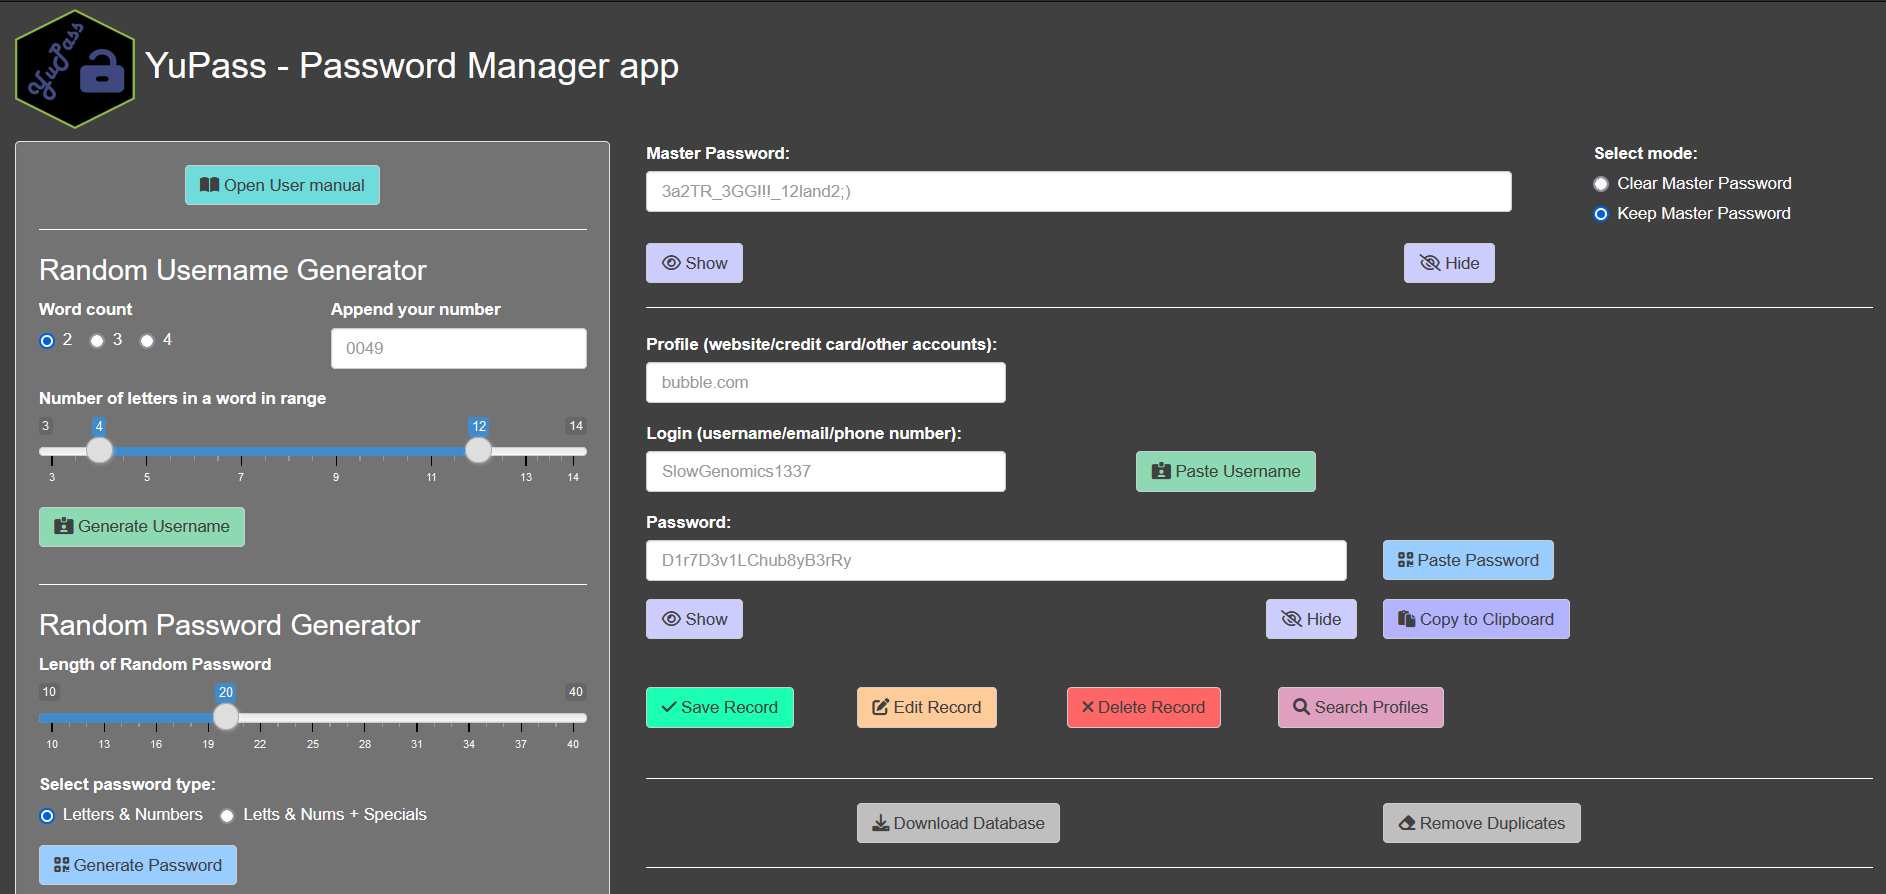 YuPass
YuPass - Password Manager app
Open User manual
Random Username Generator
Word count
Append your number
2 3 4
0049
Number of letters in a word in range
3 4 12 14
3 5 7 9 11 13 14
Generate Username
Random Password Generator
Length of Random Password
10 20 40
10 13 16 19 22 25 28 31 34 37 40
Select password type:
Letters & Numbers Letts & Nums + Specials
Generate Password
Master Password:
3a2TR_3GG!!!_12land2;)
Show
Hide
Select mode:
Clear Master Password
Keep Master Password
Profile (website/credit card/other accounts):
bubble.com
Login (username/email/phone number):
SlowGenomics1337
Paste Username
Password:
D1r7D3v1LChub8yB3rRy
Paste Password
Show
Hide
Copy to Clipboard
Save Record
Edit Record
Delete Record
Search Profiles
Download Database
Remove Duplicates